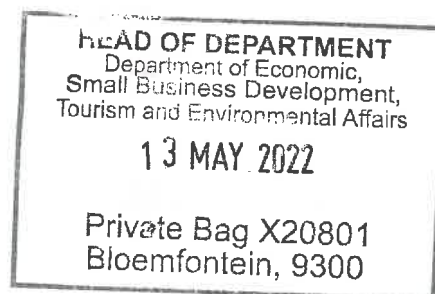 HEAD OF DEPARTMENT
Department of Economic,
Small Business Development,
Tourism and Environmental Affairs
13 MAY 2022
Private Bag X20801
Bloemfontein, 9300